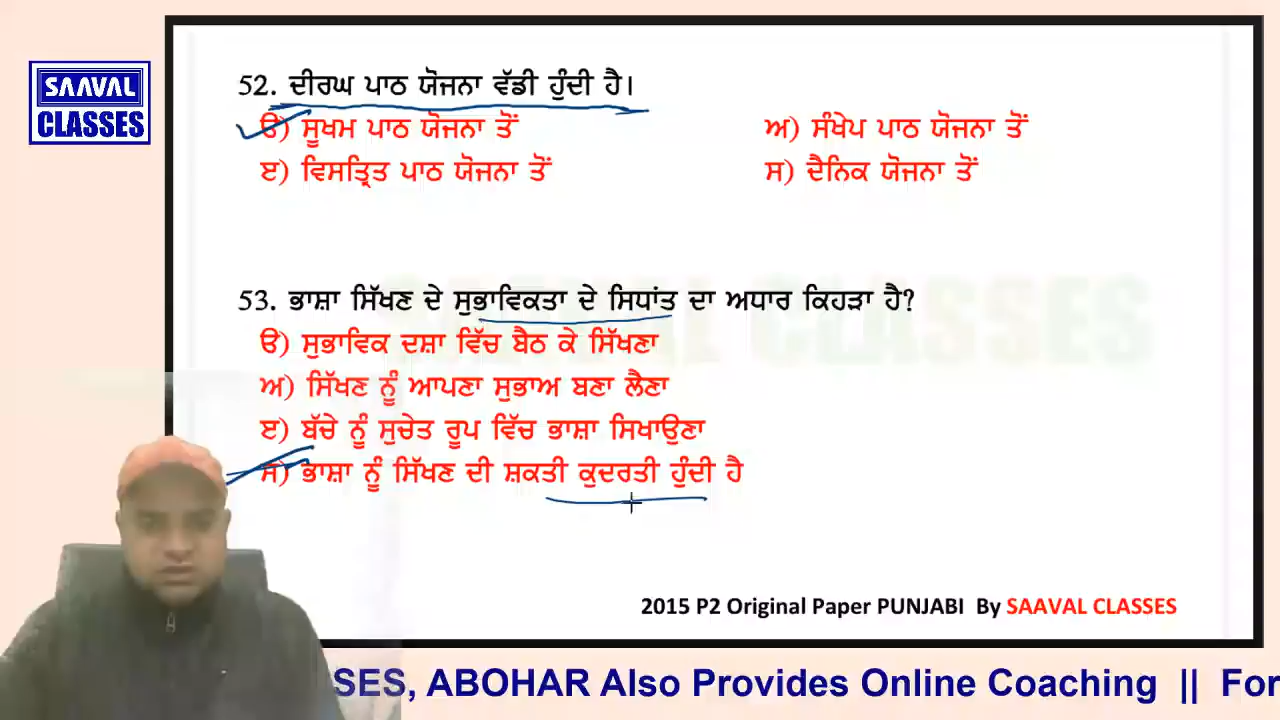 SAAVAL
CLASSES
52. ਦੀਰਘ ਪਾਠ ਯੋਜਨਾ ਵੱਡੀ ਹੁੰਦੀ ਹੈ।
ੳ) ਸੂਖਮ ਪਾਠ ਯੋਜਨਾ ਤੋਂ
ਅ) ਸੰਖੇਪ ਪਾਠ ਯੋਜਨਾ ਤੋਂ
ੲ) ਵਿਸਤ੍ਰਿਤ ਪਾਠ ਯੋਜਨਾ ਤੋਂ
ਸ) ਦੈਨਿਕ ਯੋਜਨਾ ਤੋਂ
53. ਭਾਸ਼ਾ ਸਿੱਖਣ ਦੇ ਸੁਭਾਵਿਕਤਾ ਦੇ ਸਿਧਾਂਤ ਦਾ ਅਧਾਰ ਕਿਹੜਾ ਹੈ?
ੳ) ਸੁਭਾਵਿਕ ਦਸ਼ਾ ਵਿੱਚ ਬੈਠ ਕੇ ਸਿੱਖਣਾ
ਅ) ਸਿੱਖਣ ਨੂੰ ਆਪਣਾ ਸੁਭਾਅ ਬਣਾ ਲੈਣਾ
ੲ) ਬੱਚੇ ਨੂੰ ਸੁਚੇਤ ਰੂਪ ਵਿੱਚ ਭਾਸ਼ਾ ਸਿਖਾਉਣਾ
ਸ) ਭਾਸ਼ਾ ਨੂੰ ਸਿੱਖਣ ਦੀ ਸ਼ਕਤੀ ਕੁਦਰਤੀ ਹੁੰਦੀ ਹੈ
SAAVAL CLASSES
2015 P2 Original Paper PUNJABI By SAAVAL CLASSES
SES, ABOHAR Also Provides Online Coaching || For